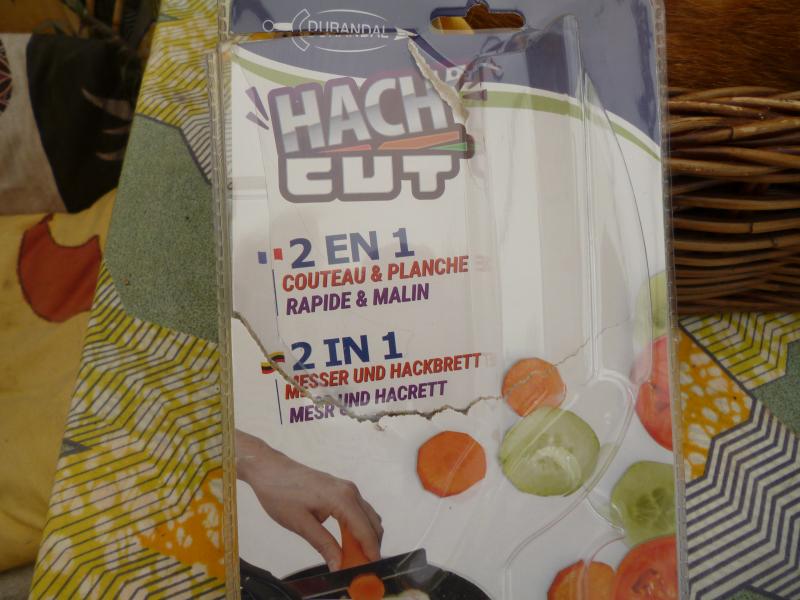 DURANDAL
HACH'
CUT
2 EN 1
COUTEAU & PLANCHE
RAPIDE & MALIN
2 IN 1
MESSER UND HACKBRETT
MESR UND HACRETT